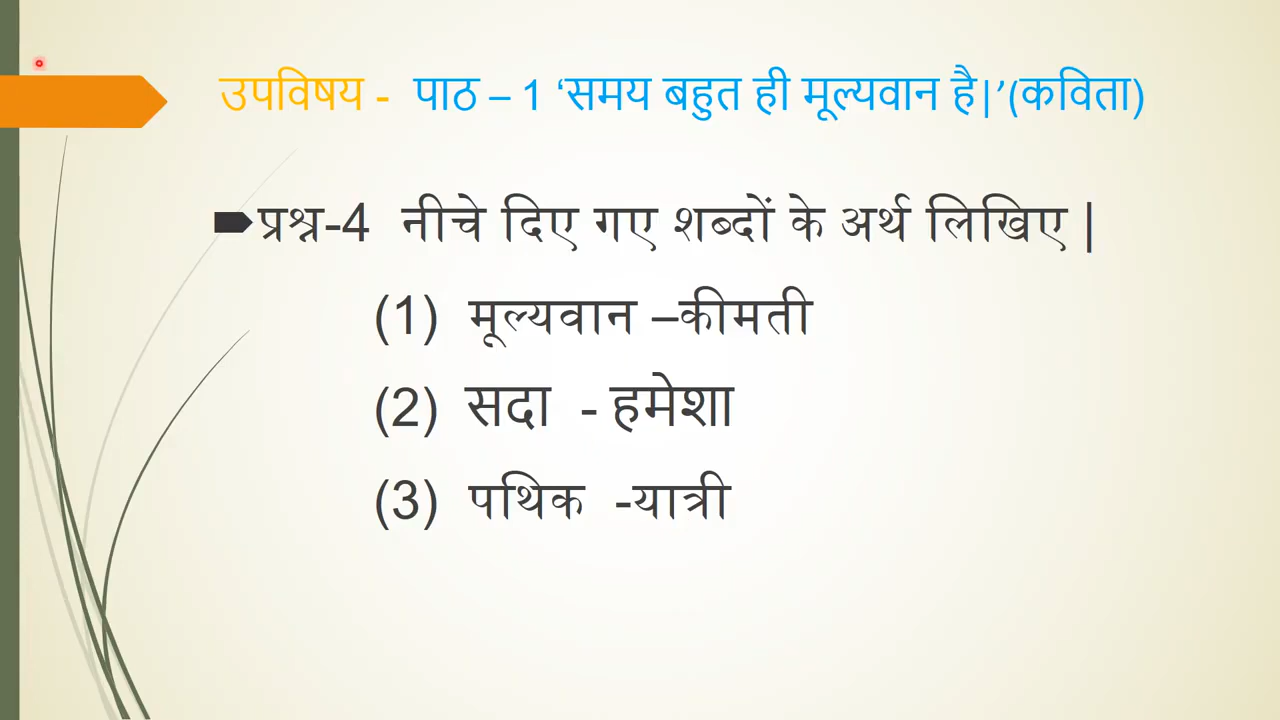 उपविषय - पाठ – 1 ‘समय बहुत ही मूल्यवान है|’(कविता)
प्रश्न-4 नीचे दिए गए शब्दों के अर्थ लिखिए |
(1) मूल्यवान –कीमती
(2) सदा - हमेशा
(3) पथिक -यात्री